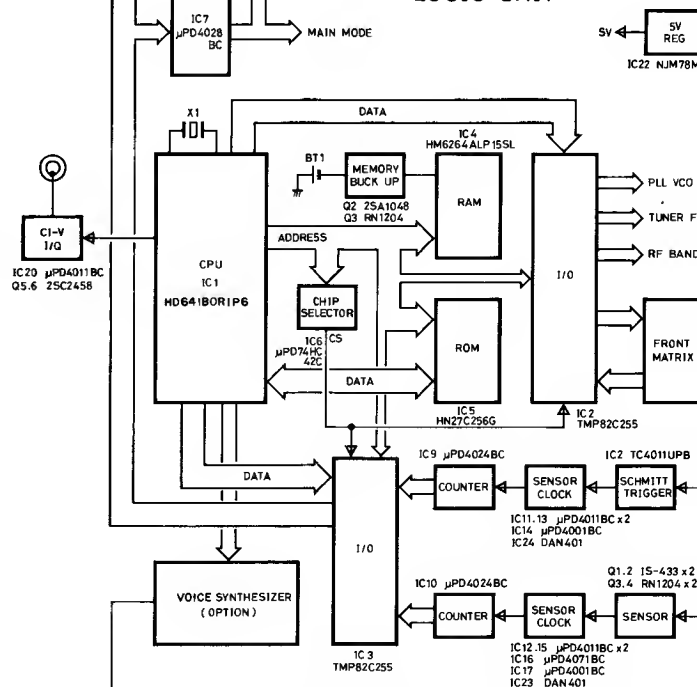 IC7
µPD4028
BC
MAIN MODE
5V
5V
REG
IC22 NJM78M
X1
DATA
IC4
HM6264ALP15SL
BT1
MEMORY
BUCK UP
Q2 2SA1048
Q3 RN1204
RAM
PLL VCO
TUNER F
RF BAND
CI-V
I/Q
IC20 µPD4011BC
Q5.6 2SC2458
CPU
IC1
HD641B0R1P6
ADDRESS
CHIP
SELECTOR
CS
IC6
µPD74HC
42C
I/O
ROM
FRONT
MATRIX
DATA
IC5
HN27C256G
IC2
TMP82C255
DATA
I/O
IC9 µPD4024BC
COUNTER
SENSOR
CLOCK
IC2 TC4011UPB
SCHMITT
TRIGGER
IC11.13 µPD4011BC x2
IC14 µPD4001BC
IC24 DAN401
VOICE SYNTHESIZER
(OPTION)
IC10 µPD4024BC
COUNTER
SENSOR
CLOCK
Q1.2 IS-433 x2
Q3.4 RN1204 x2
SENSOR
IC3
TMP82C255
IC12.15 µPD4011BC x2
IC16 µPD4071BC
IC17 µPD4001BC
IC23 DAN401